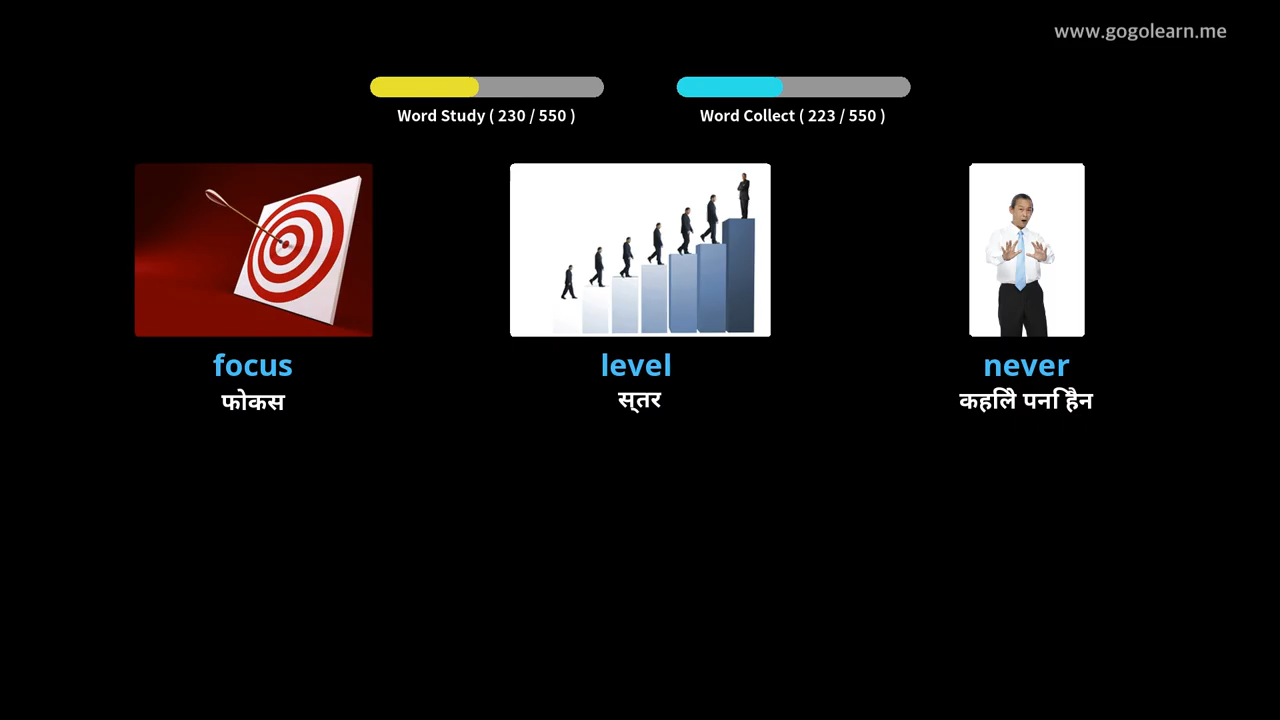 www.gogolearn.me
Word Study ( 230 / 550 )
Word Collect ( 223 / 550 )
focus
फोकस
level
स्तर
never
कहिले पनि हैन